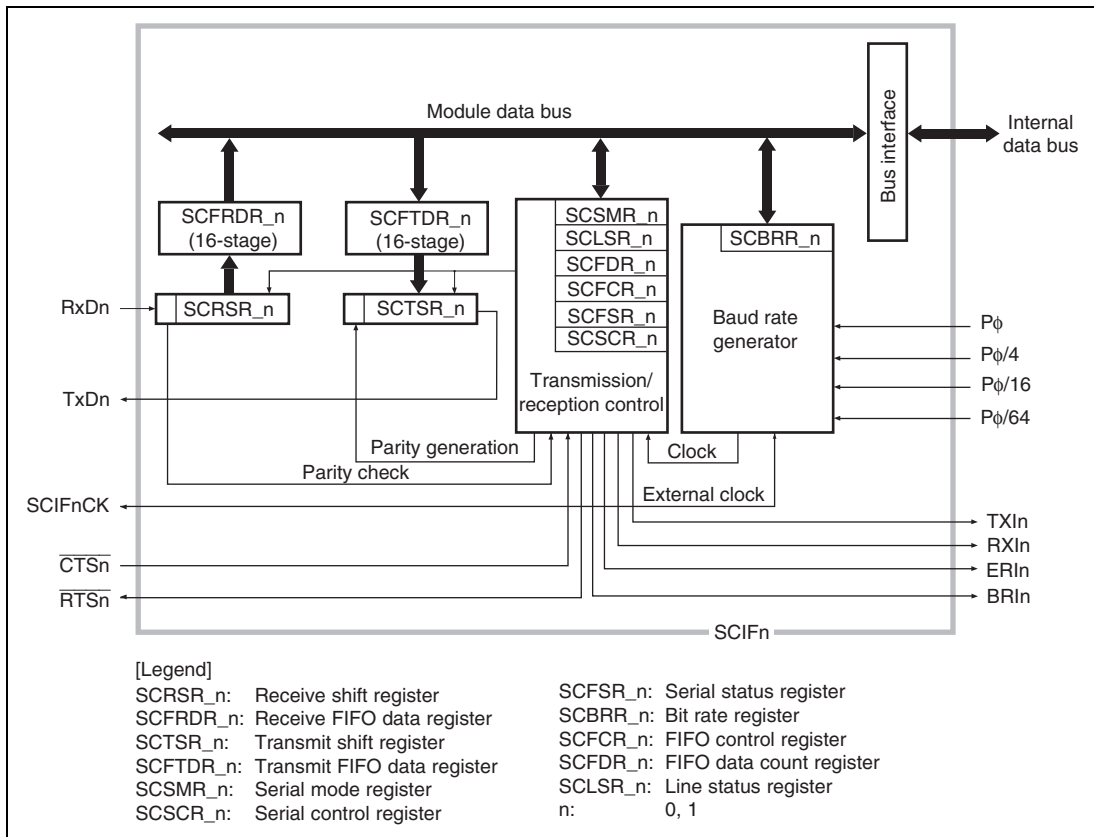 Module data bus
Bus interface
Internal
data bus
SCFRDR_n
(16-stage)
SCFTDR_n
(16-stage)
SCSMR_n
SCLSR_n
SCFDR_n
SCFCR_n
SCFSR_n
SCSCR_n
Transmission/
reception control
SCBRR_n
Baud rate
generator
RxDn
SCRSR_n
SCTSR_n
Pϕ
Pϕ/4
Pϕ/16
Pϕ/64
TxDn
Parity generation
Parity check
Clock
External clock
SCIFnCK
CTSn
RTSn
TXIn
RXIn
ERIn
BRIn
SCIFn
[Legend]
SCRSR_n: Receive shift register
SCFRDR_n: Receive FIFO data register
SCTSR_n: Transmit shift register
SCFTDR_n: Transmit FIFO data register
SCSMR_n: Serial mode register
SCSCR_n: Serial control register
SCFSR_n: Serial status register
SCBRR_n: Bit rate register
SCFCR_n: FIFO control register
SCFDR_n: FIFO data count register
SCLSR_n: Line status register
n: 0, 1